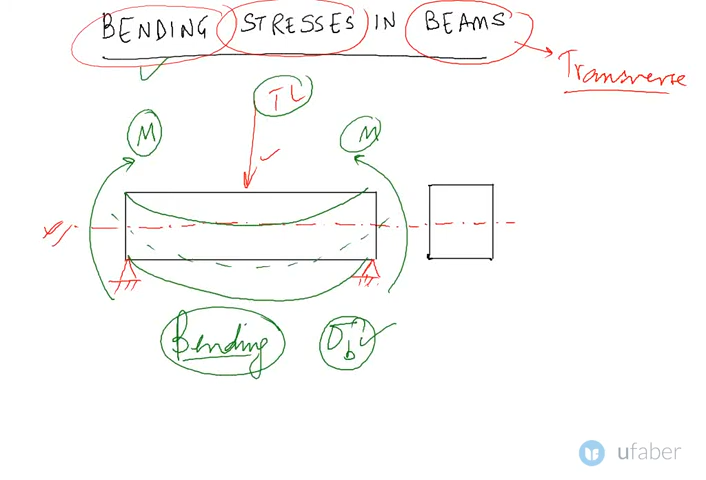 BENDING STRESSES IN BEAMS
Transverse
TL
M M
Bending σb
ufaber